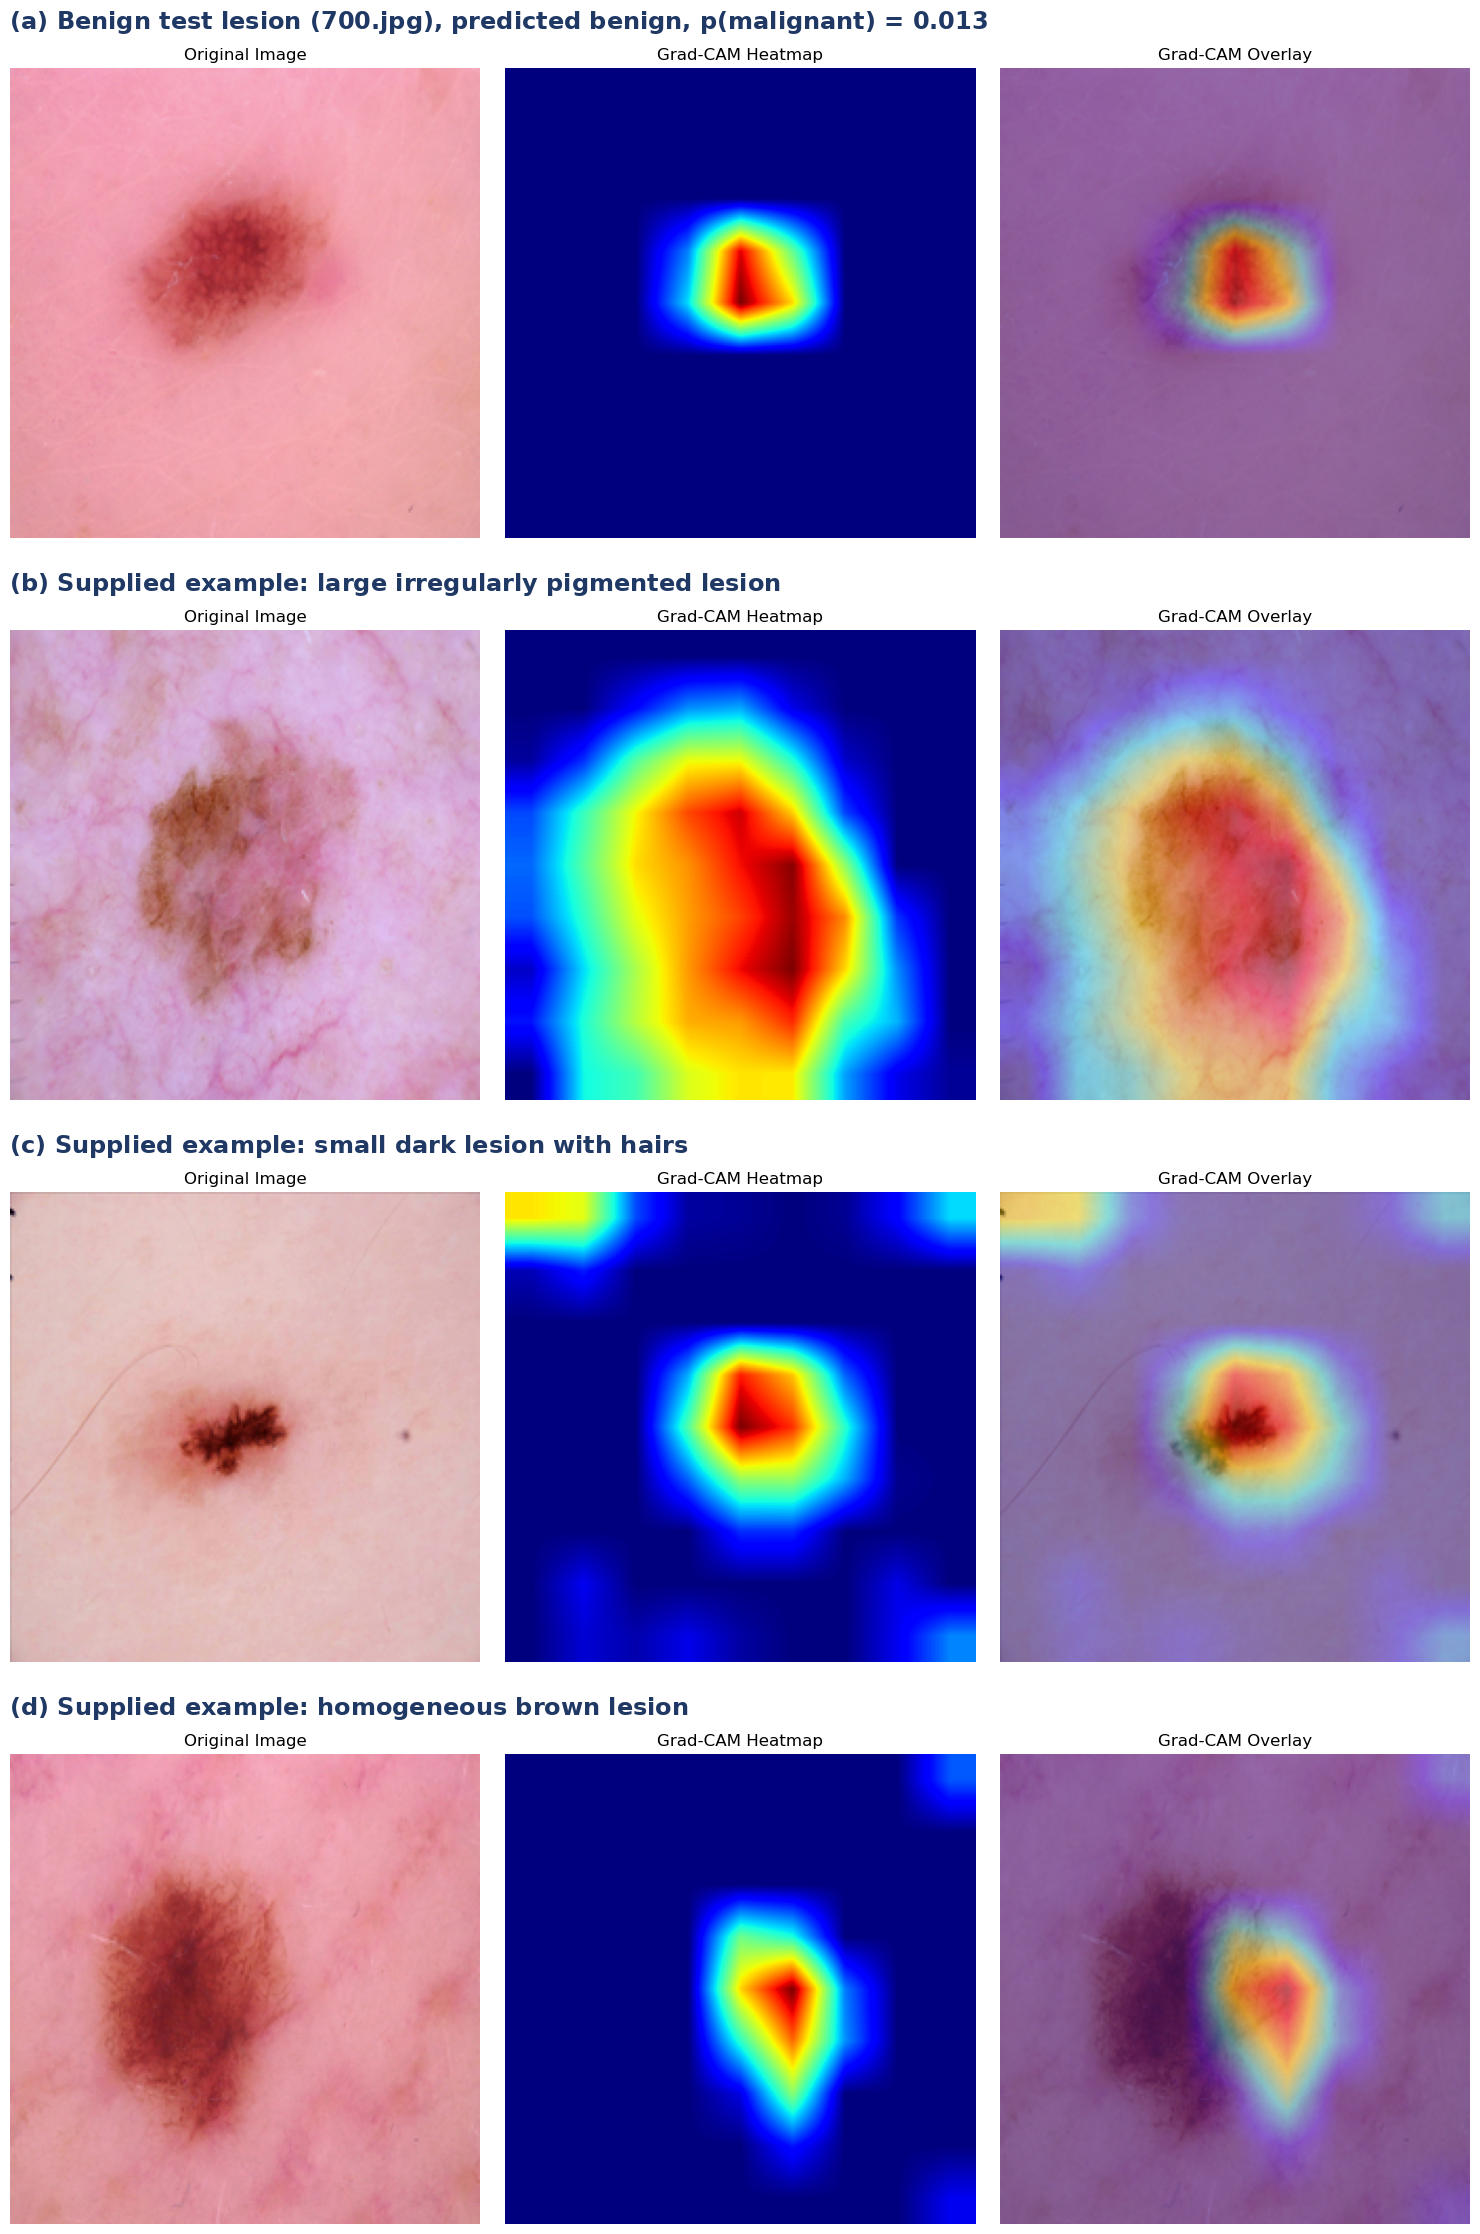 (a) Benign test lesion (700.jpg), predicted benign, p(malignant) = 0.013
Original Image
Grad-CAM Heatmap
Grad-CAM Overlay
(b) Supplied example: large irregularly pigmented lesion
Original Image
Grad-CAM Heatmap
Grad-CAM Overlay
(c) Supplied example: small dark lesion with hairs
Original Image
Grad-CAM Heatmap
Grad-CAM Overlay
(d) Supplied example: homogeneous brown lesion
Original Image
Grad-CAM Heatmap
Grad-CAM Overlay